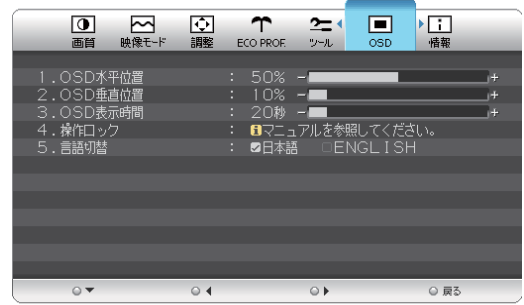 画質 映像モード 調整 ECO PROF. ツール OSD 情報
1.OSD水平位置 : 50% - +
2.OSD垂直位置 : 10% - +
3.OSD表示時間 : 20秒 - +
4.操作ロック : iマニュアルを参照してください。
5.言語切替 : ☑日本語 □ENGLISH
戻る